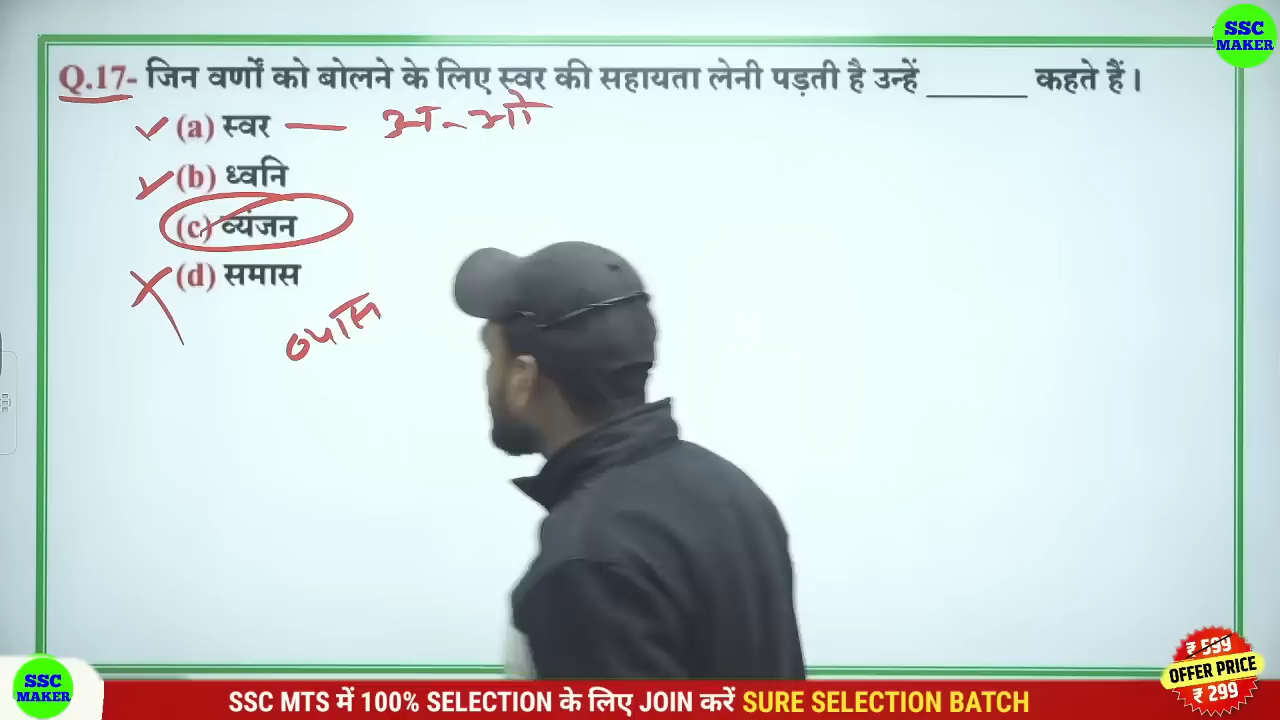 SSC
MAKER
Q.17- जिन वर्णों को बोलने के लिए स्वर की सहायता लेनी पड़ती है उन्हें ______ कहते हैं।
(a) स्वर —
(b) ध्वनि
(c) व्यंजन
(d) समास
SSC
MAKER
SSC MTS में 100% SELECTION के लिए JOIN करें SURE SELECTION BATCH
₹ 599
OFFER PRICE
₹ 299